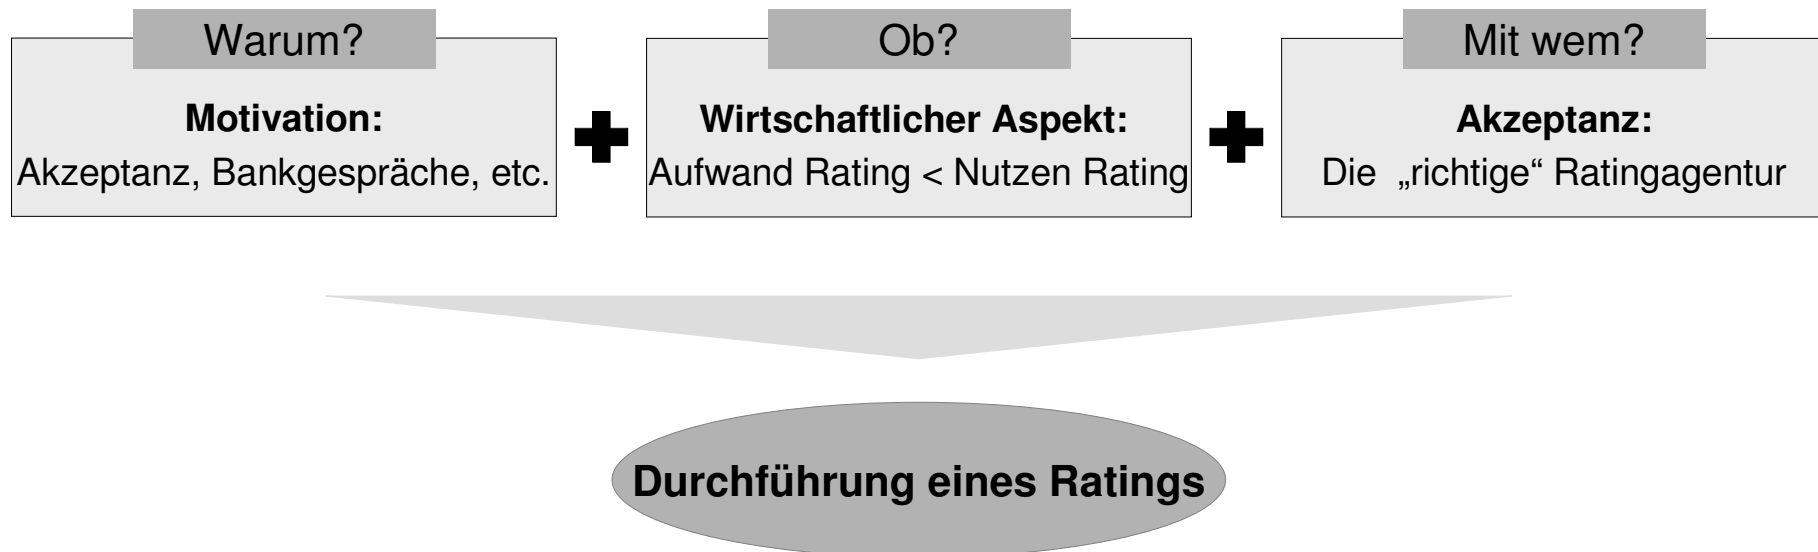 Warum?
Motivation:
Akzeptanz, Bankgespräche, etc.
Ob?
Wirtschaftlicher Aspekt:
Aufwand Rating < Nutzen Rating
Mit wem?
Akzeptanz:
Die „richtige“ Ratingagentur
Durchführung eines Ratings